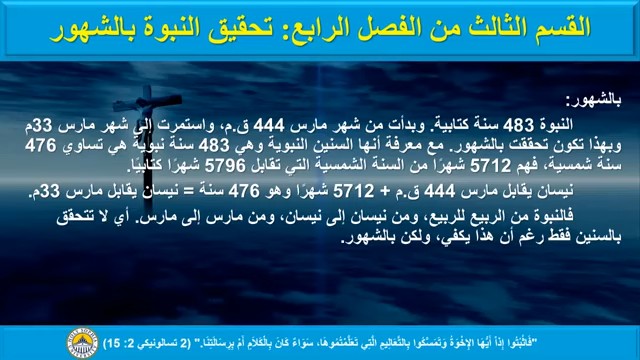 القسم الثالث من الفصل الرابع: تحقيق النبوة بالشهور
بالشهور:
النبوة 483 سنة كتابية. وبدأت من شهر مارس 444 ق.م، واستمرت إلى شهر مارس 33م
وبهذا تكون تحققت بالشهور. مع معرفة أنها السنين النبوية وهي 483 سنة نبوية هي تساوي 476
سنة شمسية، فهم 5712 شهرًا من السنة الشمسية التي تقابل 5796 شهرًا كتابيًا.
نيسان يقابل مارس 444 ق.م + 5712 شهرًا وهو 476 سنة = نيسان يقابل مارس 33م.
فالنبوة من الربيع للربيع، ومن نيسان إلى نيسان، ومن مارس إلى مارس. أي لا تتحقق
بالسنين فقط رغم أن هذا يكفي، ولكن بالشهور.
"فَاثْبُتُوا إِذاً أَيُّهَا الإِخْوَةُ وَتَمَسَّكُوا بِالتَّعَالِيمِ الَّتِي تَعَلَّمْتُمُوهَا، سَوَاءٌ كَانَ بِالْكَلاَمِ أَمْ بِرِسَالَتِنَا." (2 تسالونيكي 2: 15)